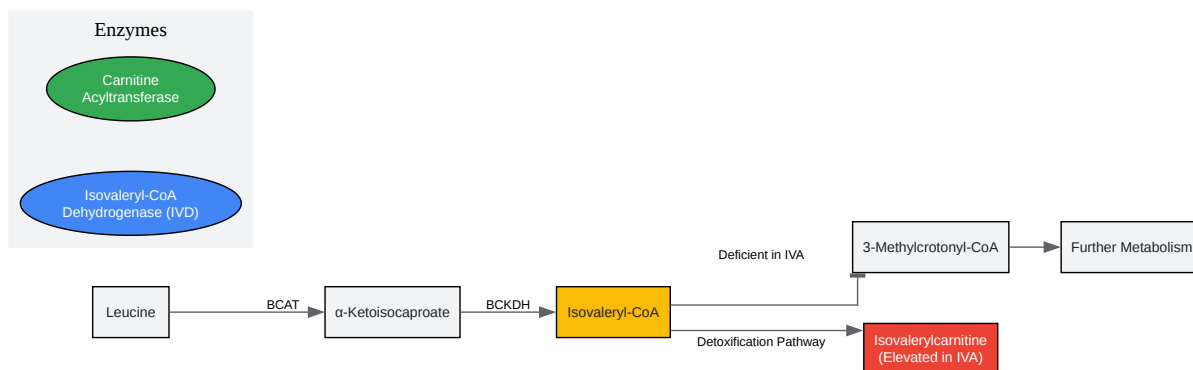 Enzymes
Carnitine
Acyltransferase
Isovaleryl-CoA
Dehydrogenase (IVD)
Leucine
BCAT
α-Ketoisocaproate
BCKDH
Isovaleryl-CoA
Deficient in IVA
3-Methylcrotonyl-CoA
Further Metabolism
Detoxification Pathway
Isovalerylcarnitine
(Elevated in IVA)